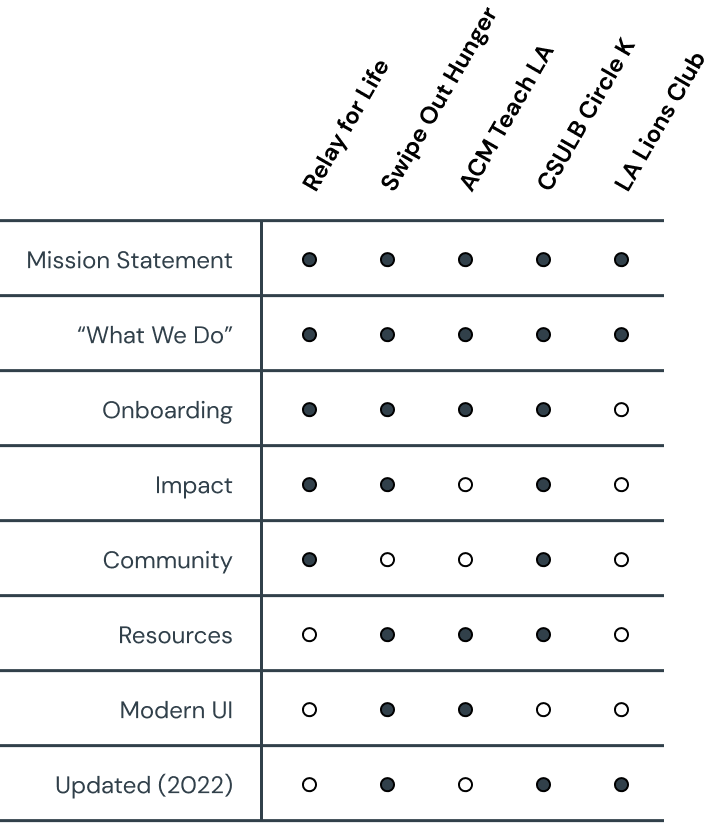 Relay for Life
Swipe Out Hunger
ACM Teach LA
CSULB Circle K
LA Lions Club
Mission Statement
“What We Do”
Onboarding
Impact
Community
Resources
Modern UI
Updated (2022)